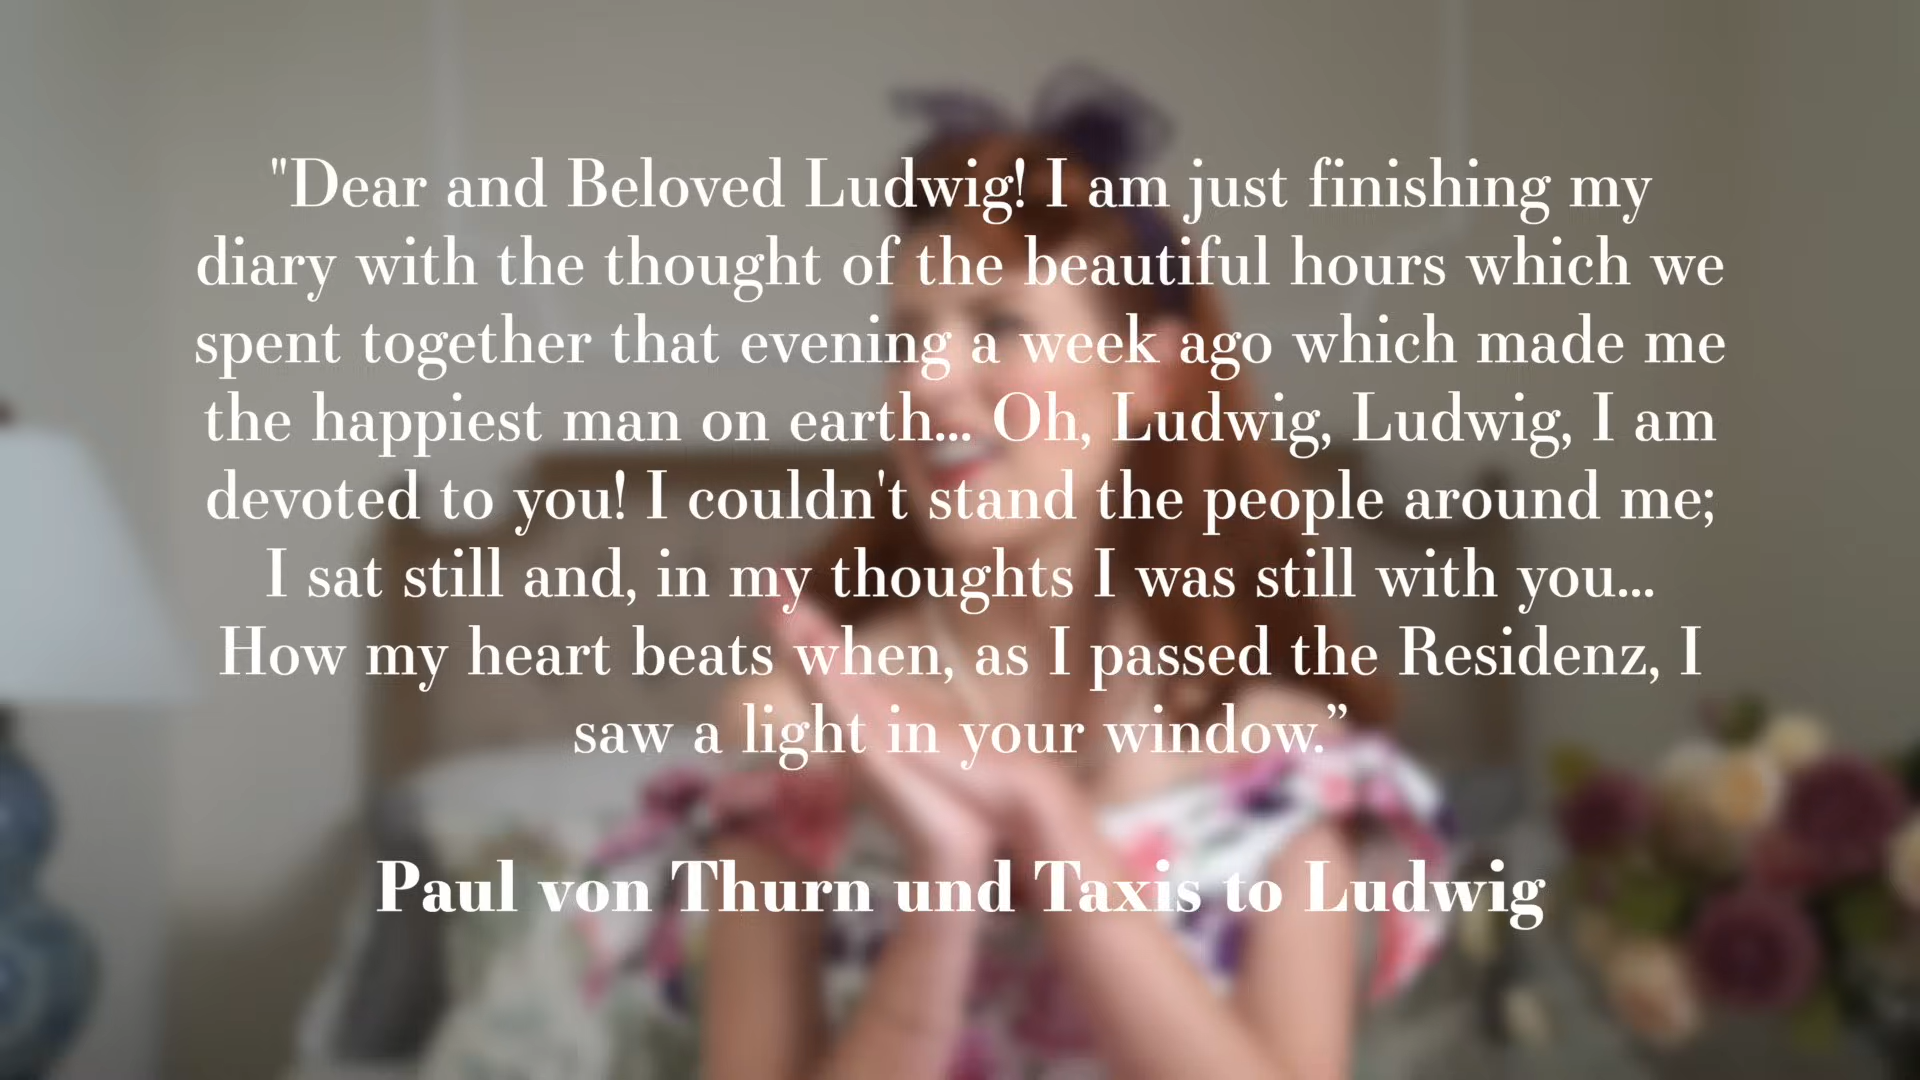 "Dear and Beloved Ludwig! I am just finishing my
diary with the thought of the beautiful hours which we
spent together that evening a week ago which made me
the happiest man on earth... Oh, Ludwig, Ludwig, I am
devoted to you! I couldn't stand the people around me;
I sat still and, in my thoughts I was still with you...
How my heart beats when, as I passed the Residenz, I
saw a light in your window.”
Paul von Thurn und Taxis to Ludwig